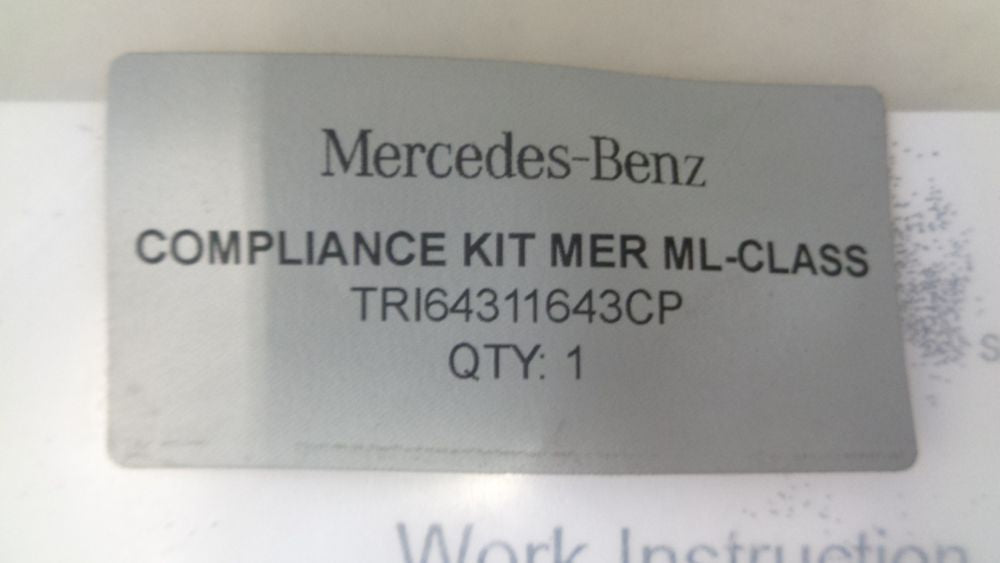 Mercedes-Benz
COMPLIANCE KIT MER ML-CLASS
TRI64311643CP
QTY: 1
S
Work Instruction